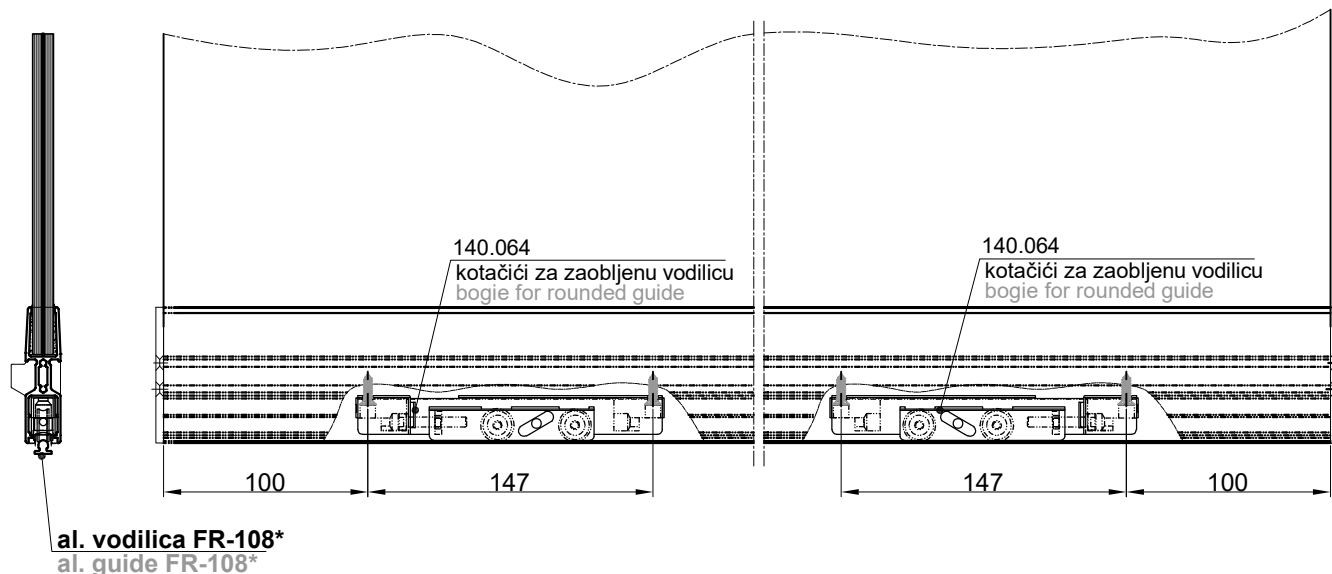 140.064
kotačići za zaobljenu vodilicu
bogie for rounded guide
140.064
kotačići za zaobljenu vodilicu
bogie for rounded guide
100
147
147
100
al. vodilica FR-108*
al. guide FR-108*